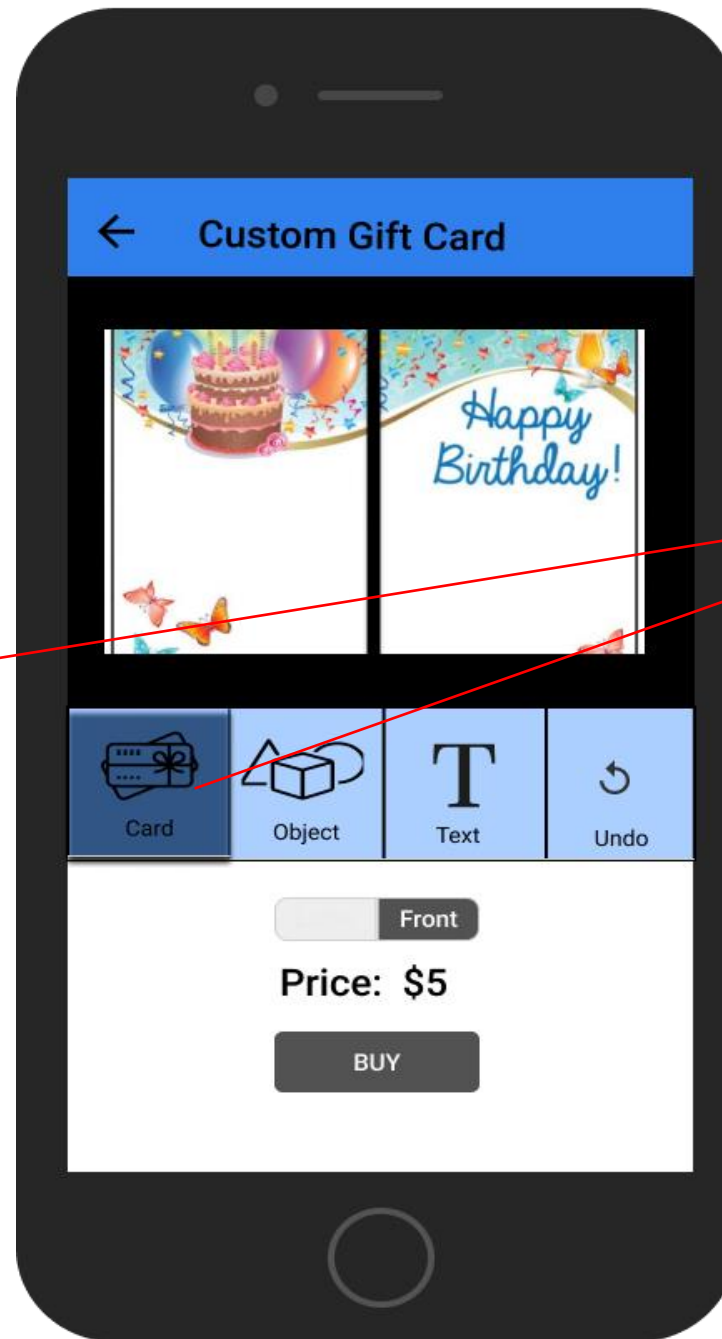 Custom Gift Card
Happy
Birthday!
Card
Object
T
Text
Undo
Front
Price: $5
BUY